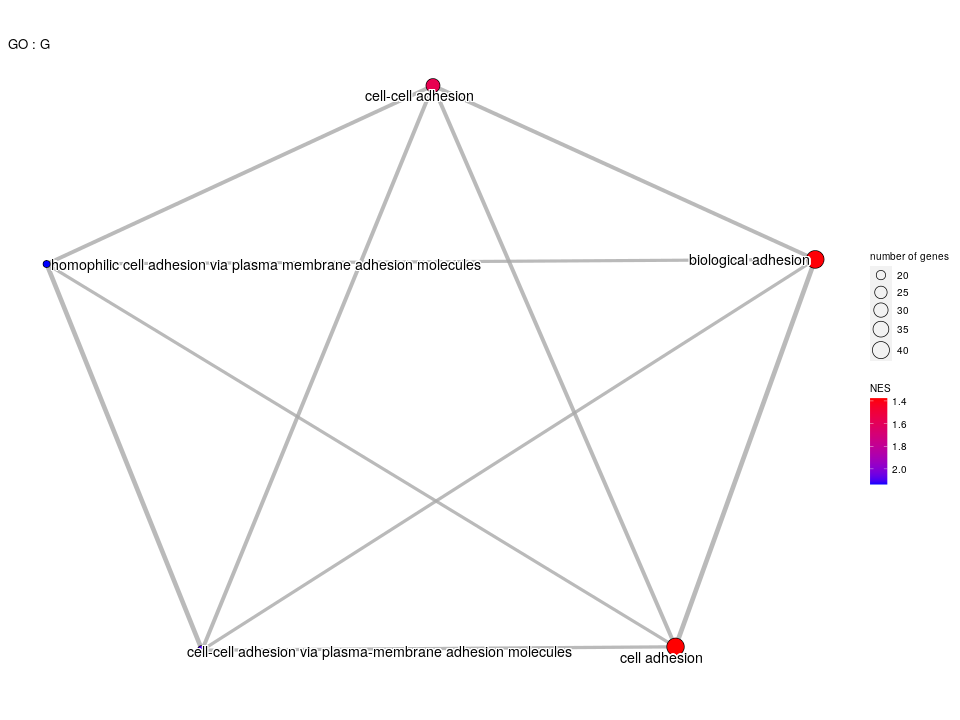 GO : G
cell-cell adhesion
homophilic cell adhesion via plasma membrane adhesion molecules
biological adhesion
cell-cell adhesion via plasma-membrane adhesion molecules
cell adhesion
number of genes
20
25
30
35
40
NES
1.4
1.6
1.8
2.0